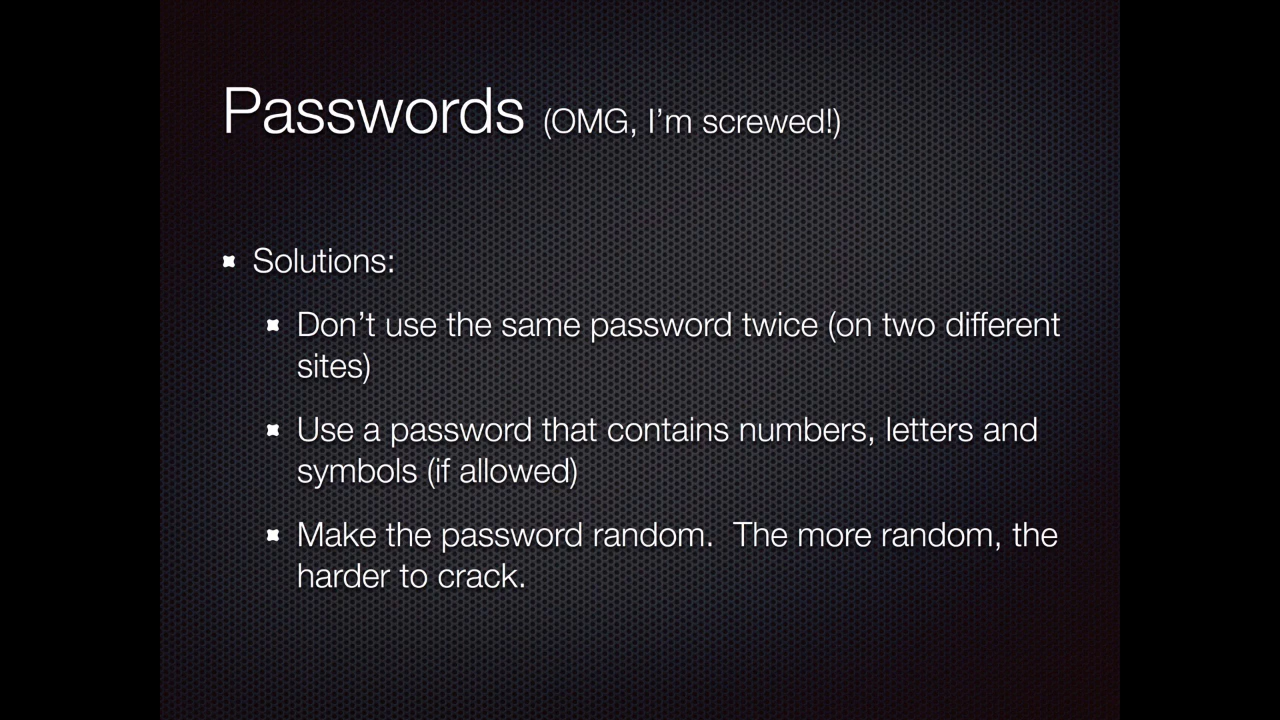 Passwords (OMG, I’m screwed!)
Solutions:
Don’t use the same password twice (on two different
sites)
Use a password that contains numbers, letters and
symbols (if allowed)
Make the password random.  The more random, the
harder to crack.